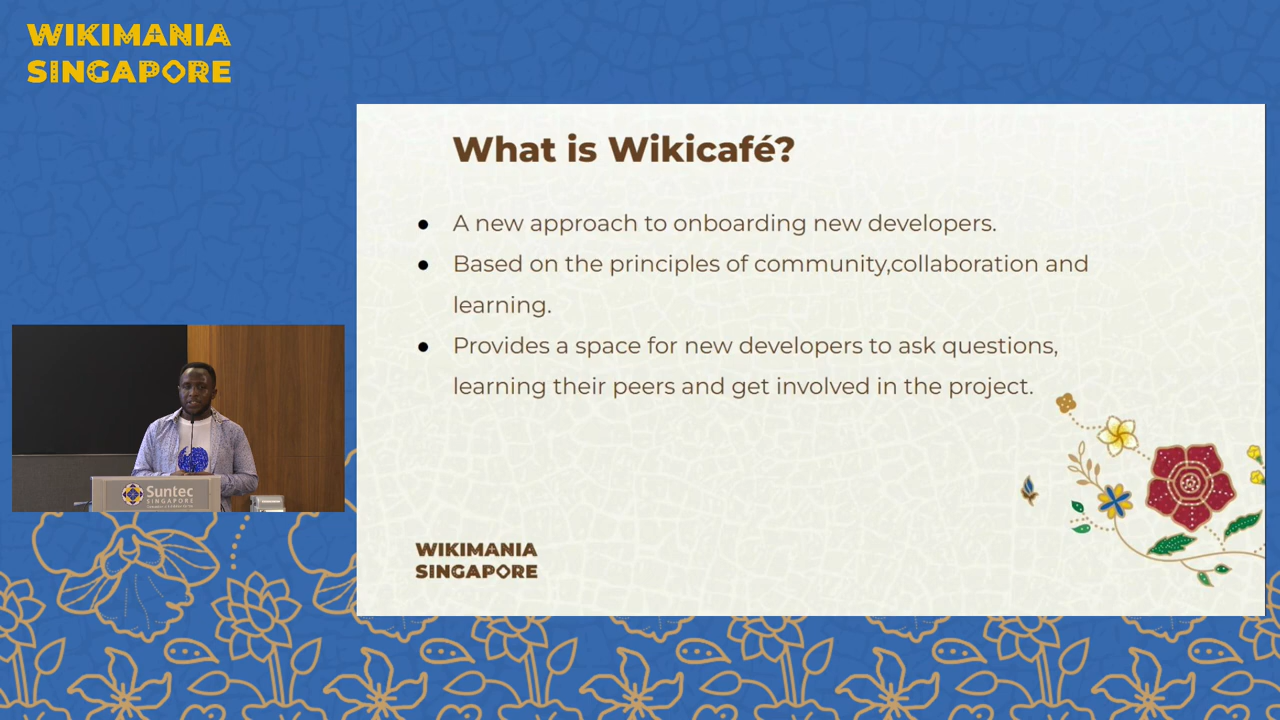 WIKIMANIA
SINGAPORE
What is Wikicafé?
● A new approach to onboarding new developers.
● Based on the principles of community,collaboration and
learning.
● Provides a space for new developers to ask questions,
learning their peers and get involved in the project.
Suntec
SINGAPORE
WIKIMANIA
SINGAPORE